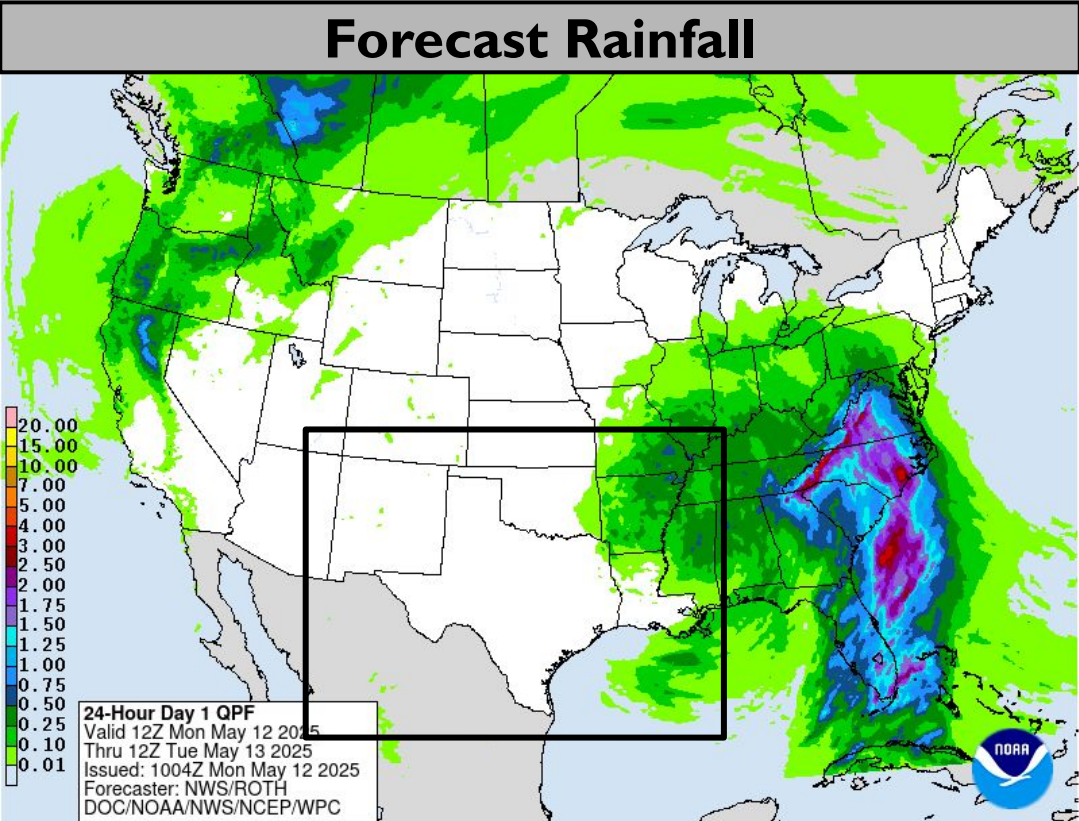 Forecast Rainfall
20.00
15.00
10.00
7.00
5.00
4.00
3.00
2.50
2.00
1.75
1.50
1.25
1.00
0.75
0.50
0.25
0.10
0.01
24-Hour Day 1 QPF
Valid 12Z Mon May 12 2025
Thru 12Z Tue May 13 2025
Issued: 1004Z Mon May 12 2025
Forecaster: NWS/ROTH
DOC/NOAA/NWS/NCEP/WPC
NOAA